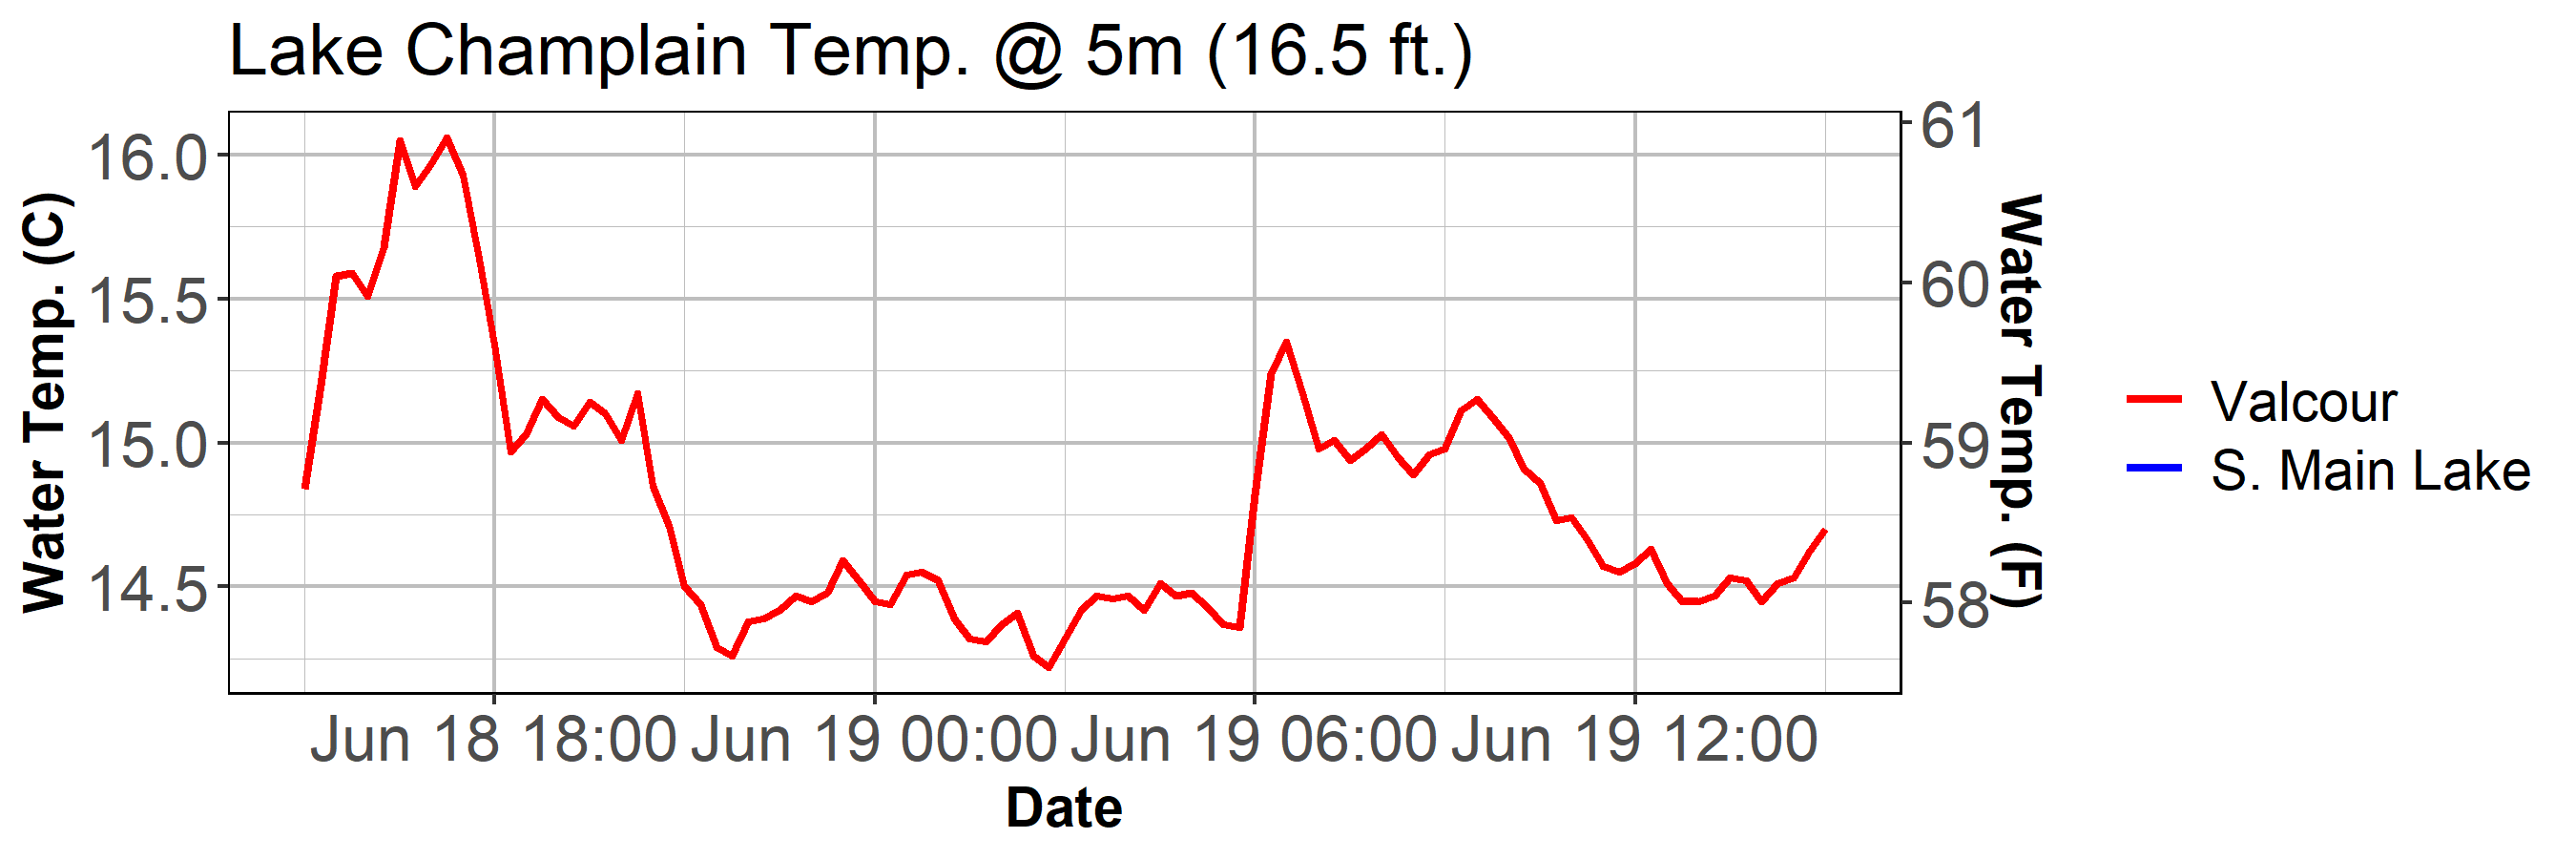 Lake Champlain Temp. @ 5m (16.5 ft.)
Water Temp. (C)
16.0
15.5
15.0
14.5
61
60
59
58
Water Temp. (F)
Jun 18 18:00 Jun 19 00:00 Jun 19 06:00 Jun 19 12:00
Date
Valcour
S. Main Lake